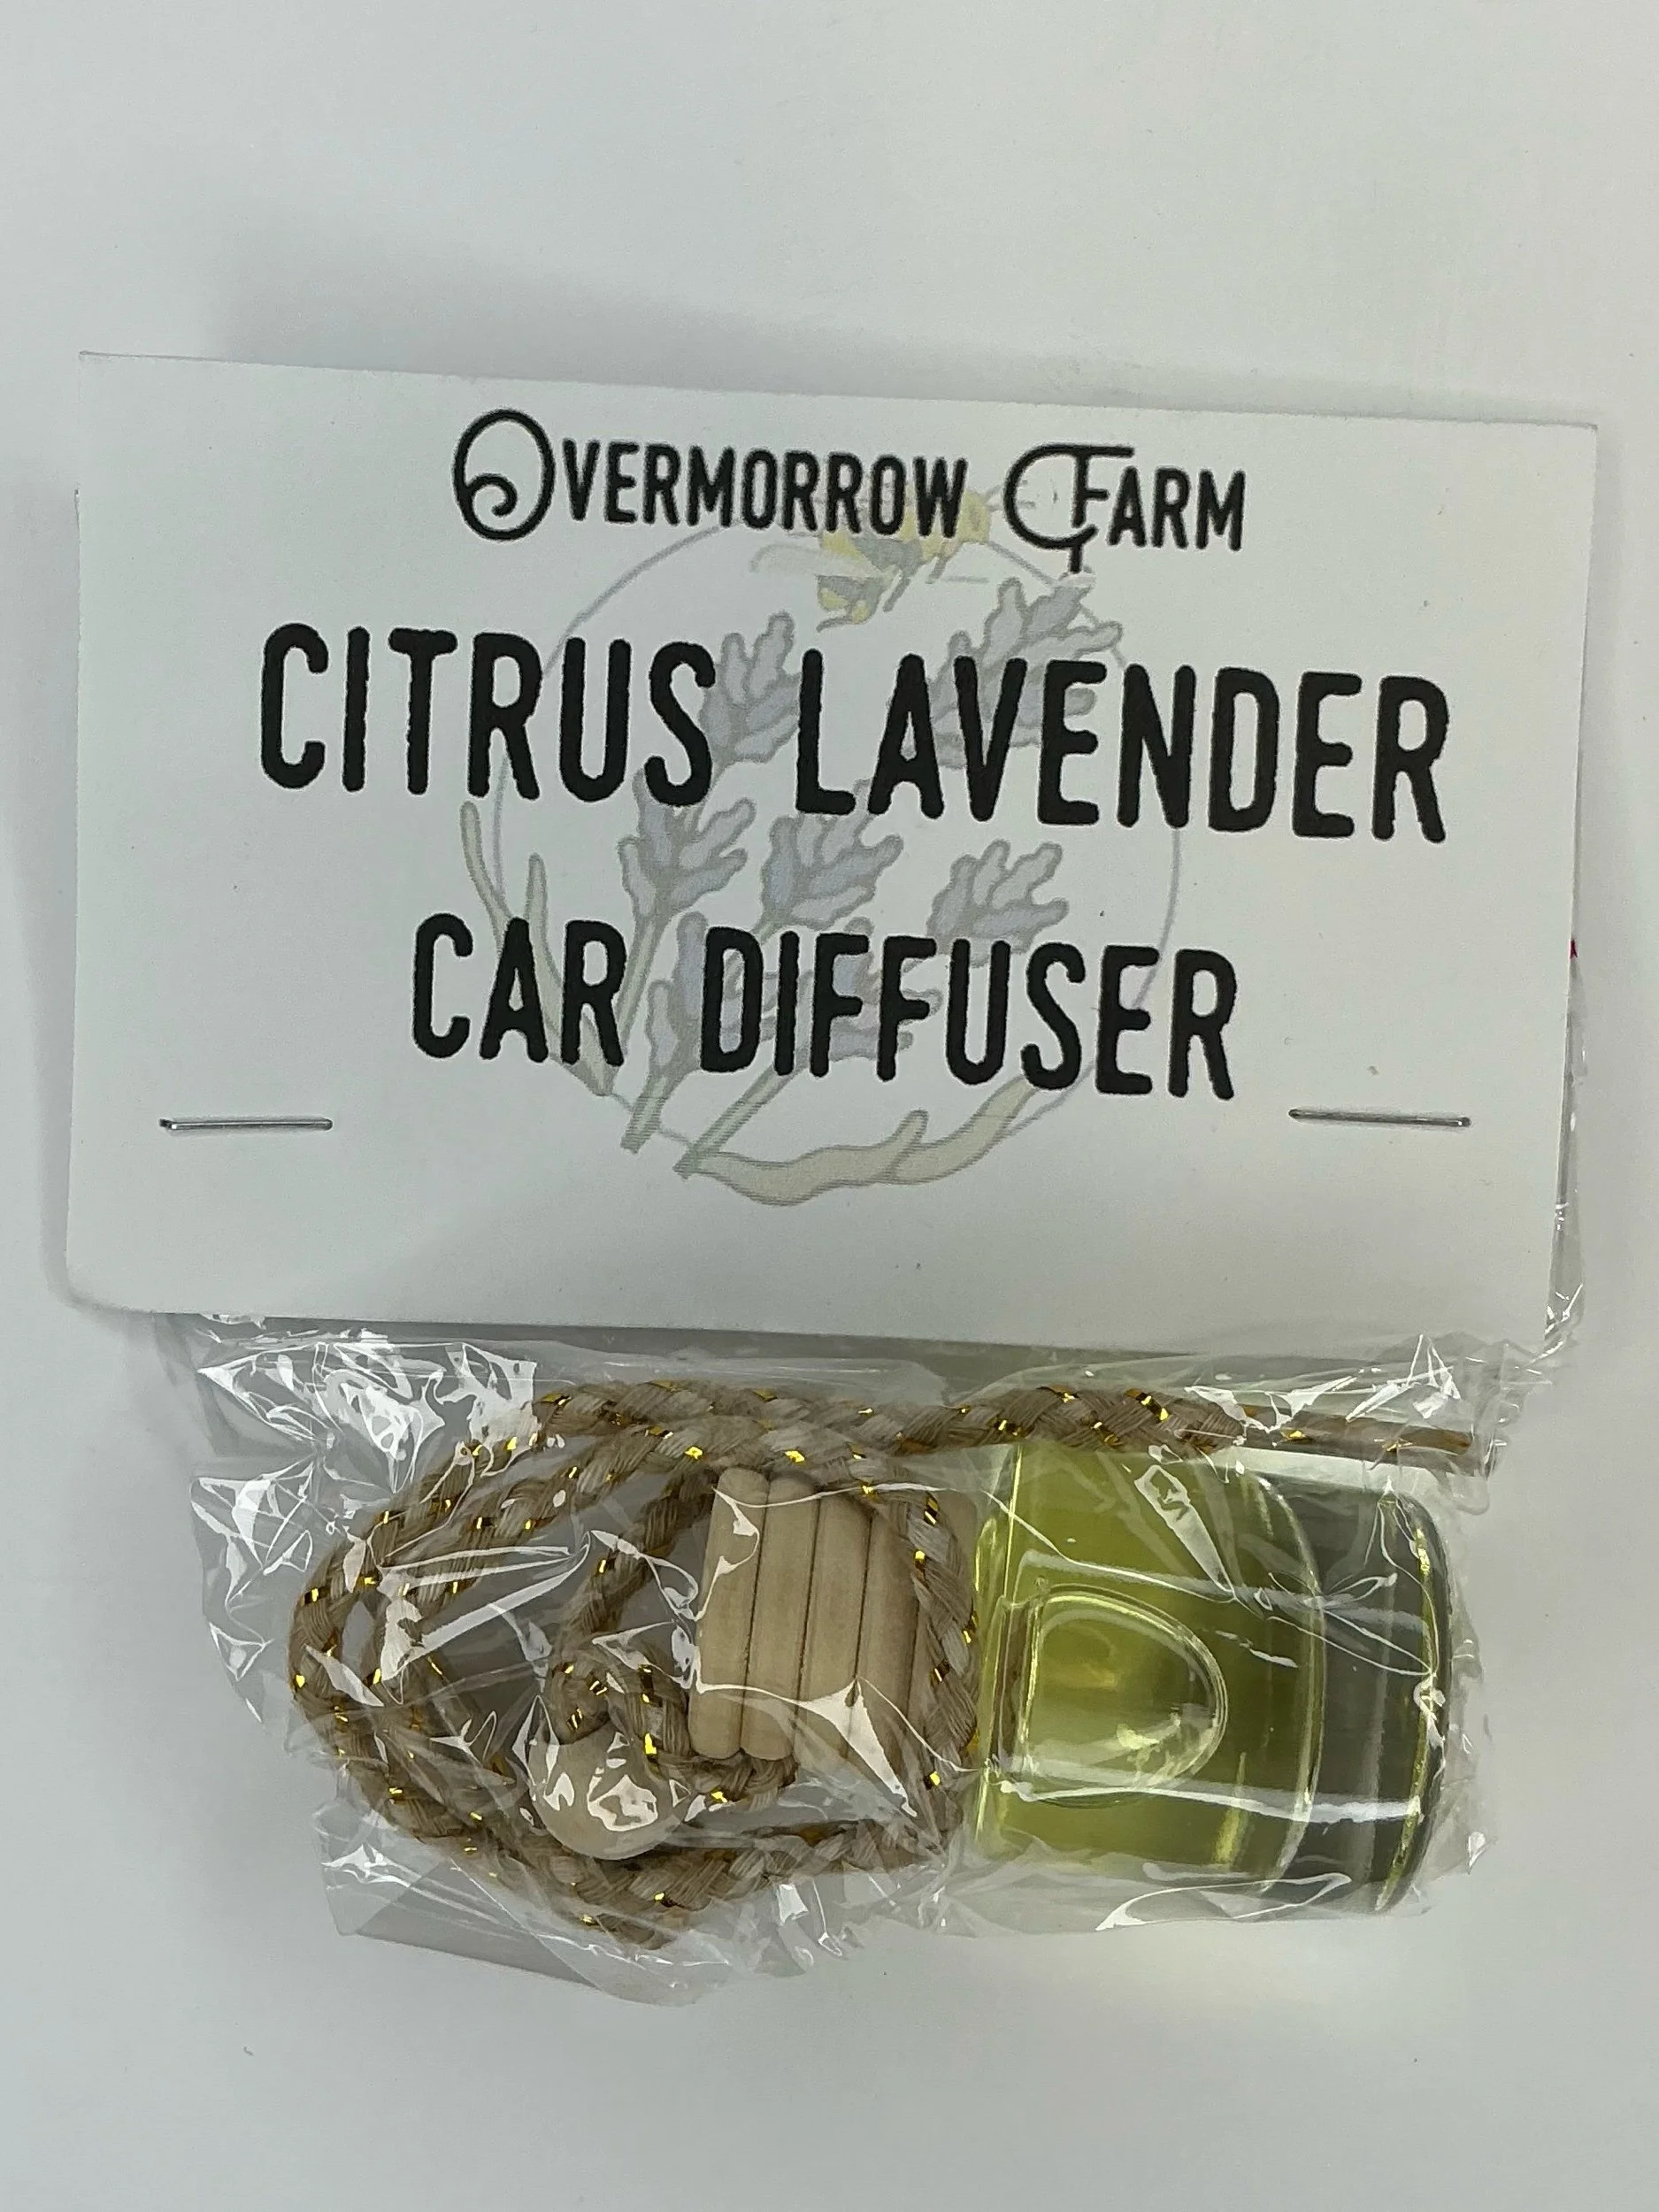 Overmorrow Farm
CITRUS LAVENDER
CAR DIFFUSER